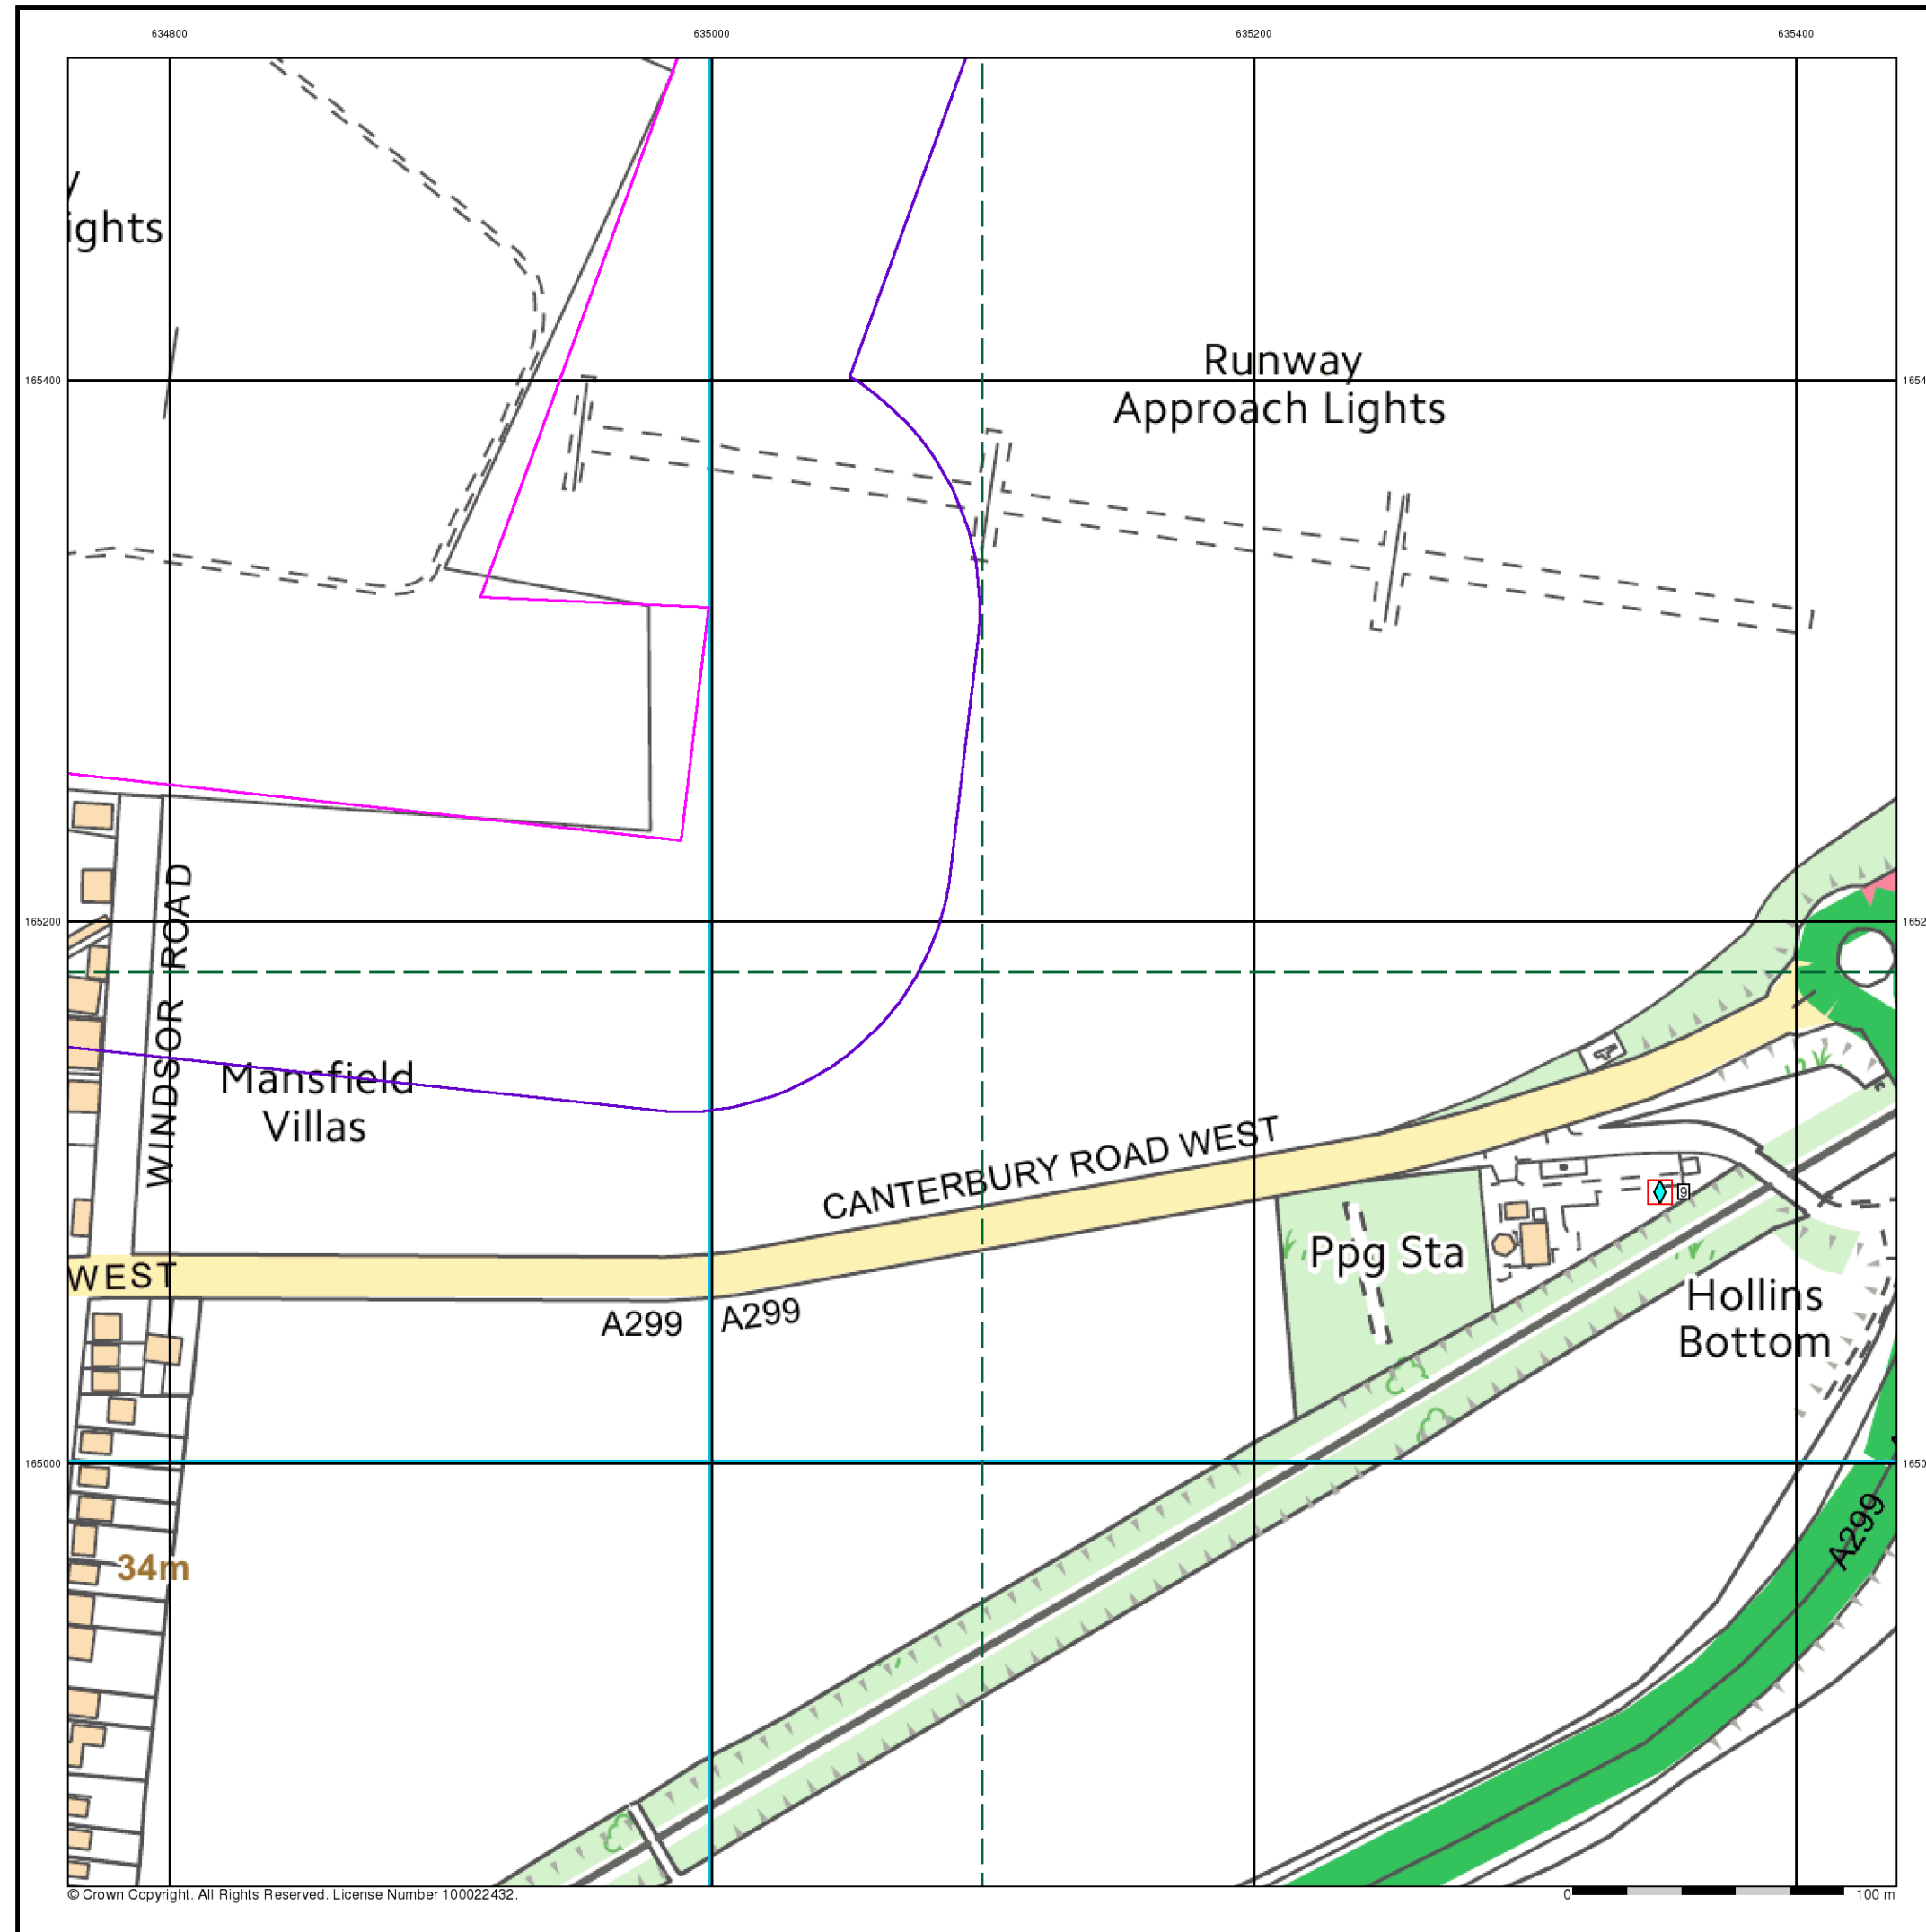 634800 635000 635200 635400
ights
Runway
Approach Lights
165400
165200
WINDSOR ROAD
Mansfield
Villas
CANTERBURY ROAD WEST
9
Ppg Sta
WEST
A299 A299
Hollins
Bottom
165000
A299
34m
© Crown Copyright. All Rights Reserved. License Number 100022432.
0 100 m